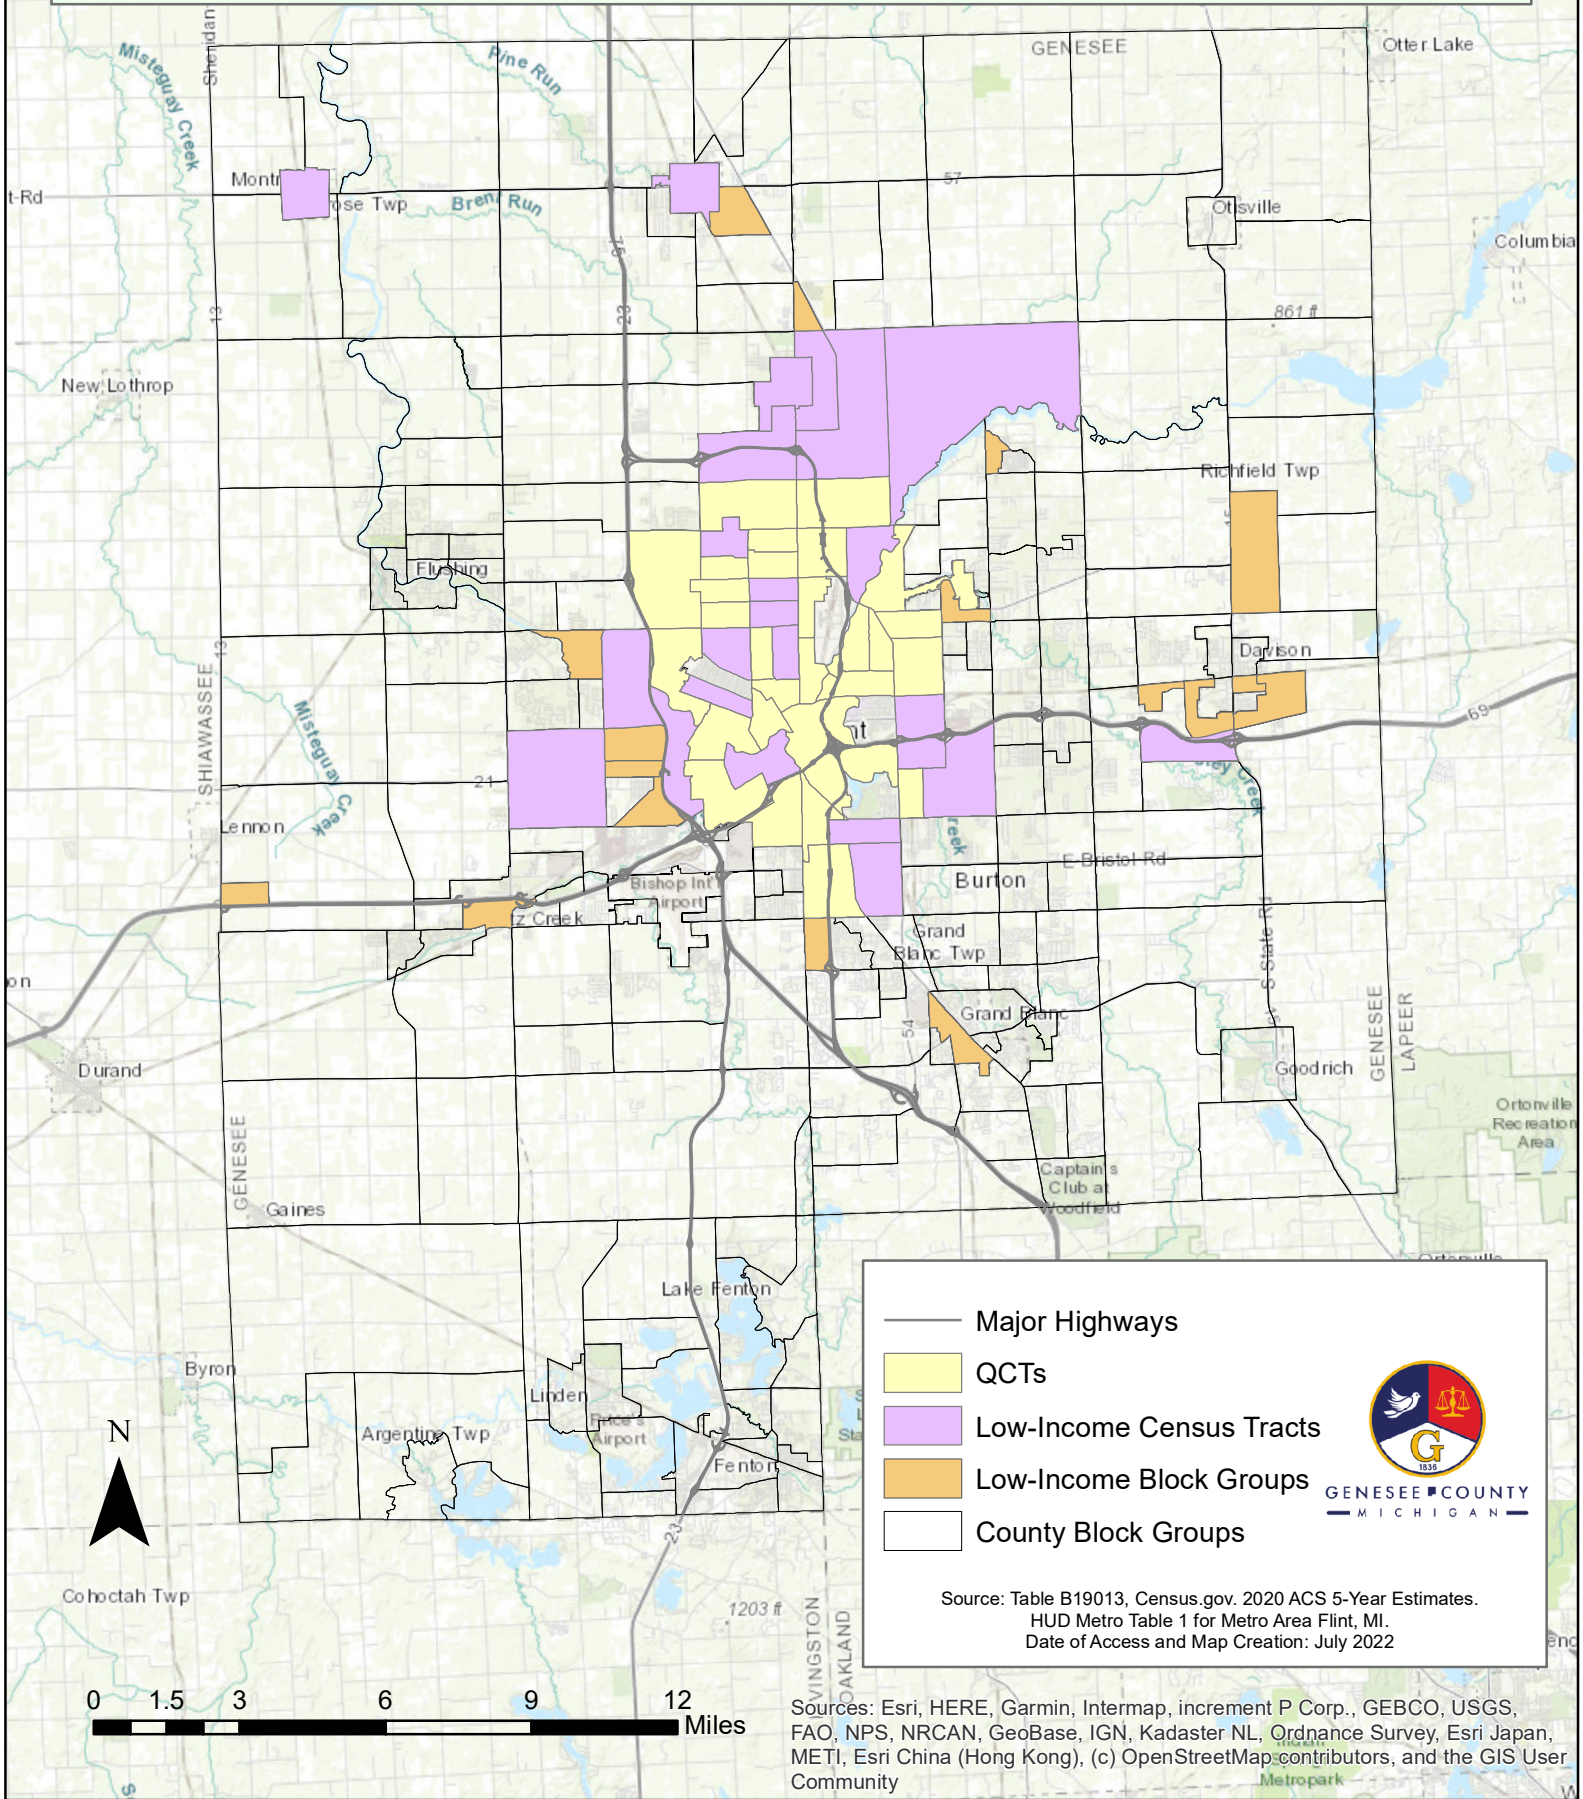 Sheridan
GENESEE
Otter Lake
Misteguay Creek
Pine Run
t-Rd
Montr
ose Twp
Brent Run
57
Otisville
Columbia
75
23
13
861 ft
New Lothrop
Richfield Twp
15
Flushing
13
Davison
SHIAWASSEE
Misteguay Creek
69
nt
21
Lennon
reek
E-Bristol Rd
Burton
Bishop Int'l
Airport
tz Creek
Grand
Blanc Twp
S State Rd
on
54
Grand Blanc
GENESEE
LAPEER
Durand
Goodrich
GENESEE
Ortonville
Recreation
Area
Captain's
Club at
Woodfield
Gaines
Ortonville
Lake Fenton
Byron
Linden
Price's
Airport
Argentine Twp
Fenton
23
Cohoctah Twp
1203 ft
LIVINGSTON
OAKLAND
N
Major Highways
QCTs
Low-Income Census Tracts
Low-Income Block Groups
County Block Groups
G
1836
GENESEE COUNTY
MICHIGAN
Source: Table B19013, Census.gov. 2020 ACS 5-Year Estimates.
HUD Metro Table 1 for Metro Area Flint, MI.
Date of Access and Map Creation: July 2022
0 1.5 3 6 9 12
Miles
Sources: Esri, HERE, Garmin, Intermap, increment P Corp., GEBCO, USGS,
FAO, NPS, NRCAN, GeoBase, IGN, Kadaster NL, Ordnance Survey, Esri Japan,
METI, Esri China (Hong Kong), (c) OpenStreetMap contributors, and the GIS User
Community
Metropark